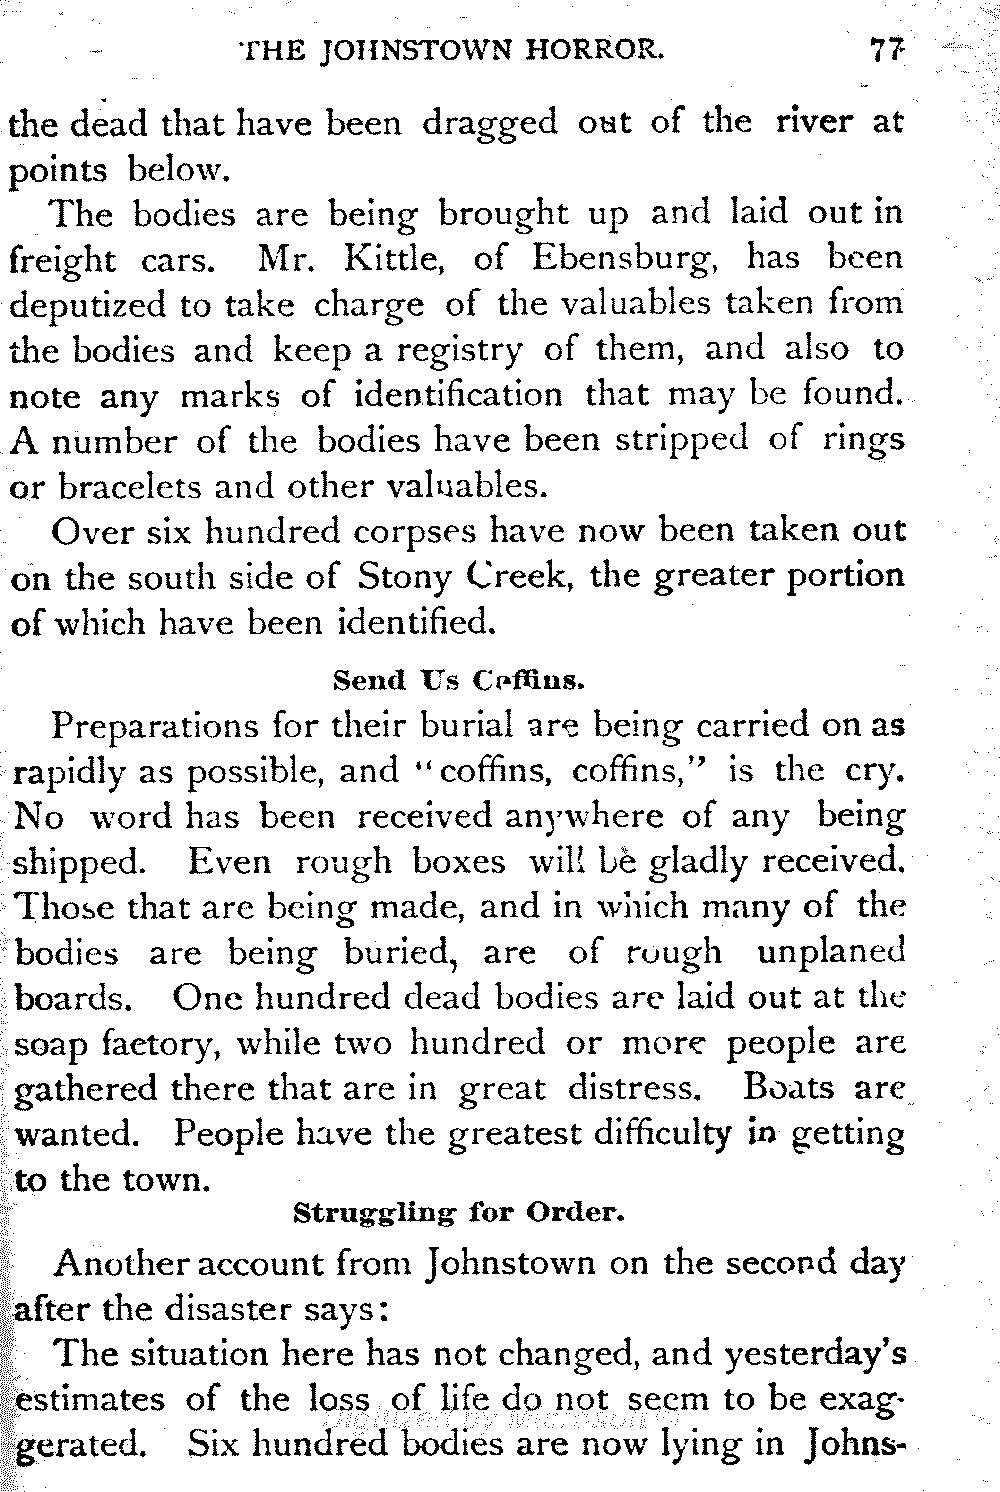 THE JOHNSTOWN HORROR. 77
the dead that have been dragged out of the river at
points below.
The bodies are being brought up and laid out in
freight cars. Mr. Kittle, of Ebensburg, has been
deputized to take charge of the valuables taken from
the bodies and keep a registry of them, and also to
note any marks of identification that may be found.
A number of the bodies have been stripped of rings
or bracelets and other valuables.
Over six hundred corpses have now been taken out
on the south side of Stony Creek, the greater portion
of which have been identified.
Send Us Coffins.
Preparations for their burial are being carried on as
rapidly as possible, and “coffins, coffins,” is the cry.
No word has been received anywhere of any being
shipped. Even rough boxes will be gladly received.
Those that are being made, and in which many of the
bodies are being buried, are of rough unplaned
boards. One hundred dead bodies are laid out at the
soap factory, while two hundred or more people are
gathered there that are in great distress. Boats are
wanted. People have the greatest difficulty in getting
to the town.
Struggling for Order.
Another account from Johnstown on the second day
after the disaster says:
The situation here has not changed, and yesterday's
estimates of the loss of life do not seem to be exag-
Digitized by Microsoft ®
gerated. Six hundred bodies are now lying in Johns-